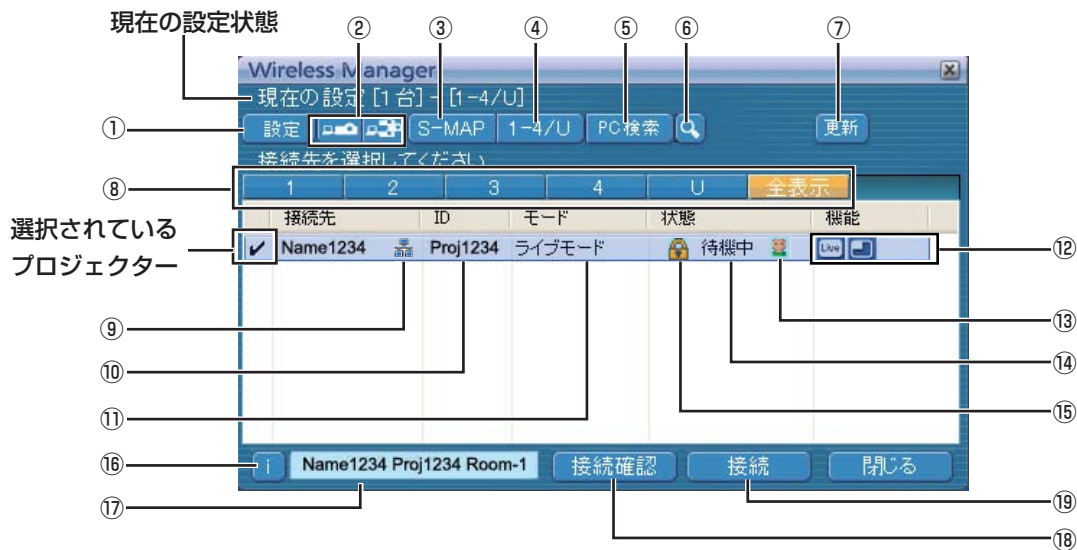 現在の設定状態
② ③ ④ ⑤ ⑥ ⑦
Wireless Manager
現在の設定 [1台] - [1-4/U]
① 設定 S-MAP 1-4/U PC検索 更新
接続先を選択してください
⑧ 1 2 3 4 U 全表示
接続先 ID モード 状態 機能
選択されている
プロジェクター
✔ Name1234 Proj1234 ライブモード 待機中 Live ⑫
⑨ ⑬
⑩ ⑭
⑪ ⑮
⑯ i Name1234 Proj1234 Room-1 接続確認 接続 閉じる
⑰ ⑲
⑱